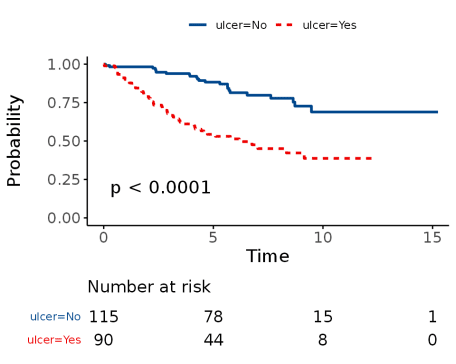 ulcer=No ulcer=Yes
1.00
0.75
0.50
0.25
0.00
Probability
p < 0.0001
0 5 10 15
Time
Number at risk
ulcer=No 115 78 15 1
ulcer=Yes 90 44 8 0